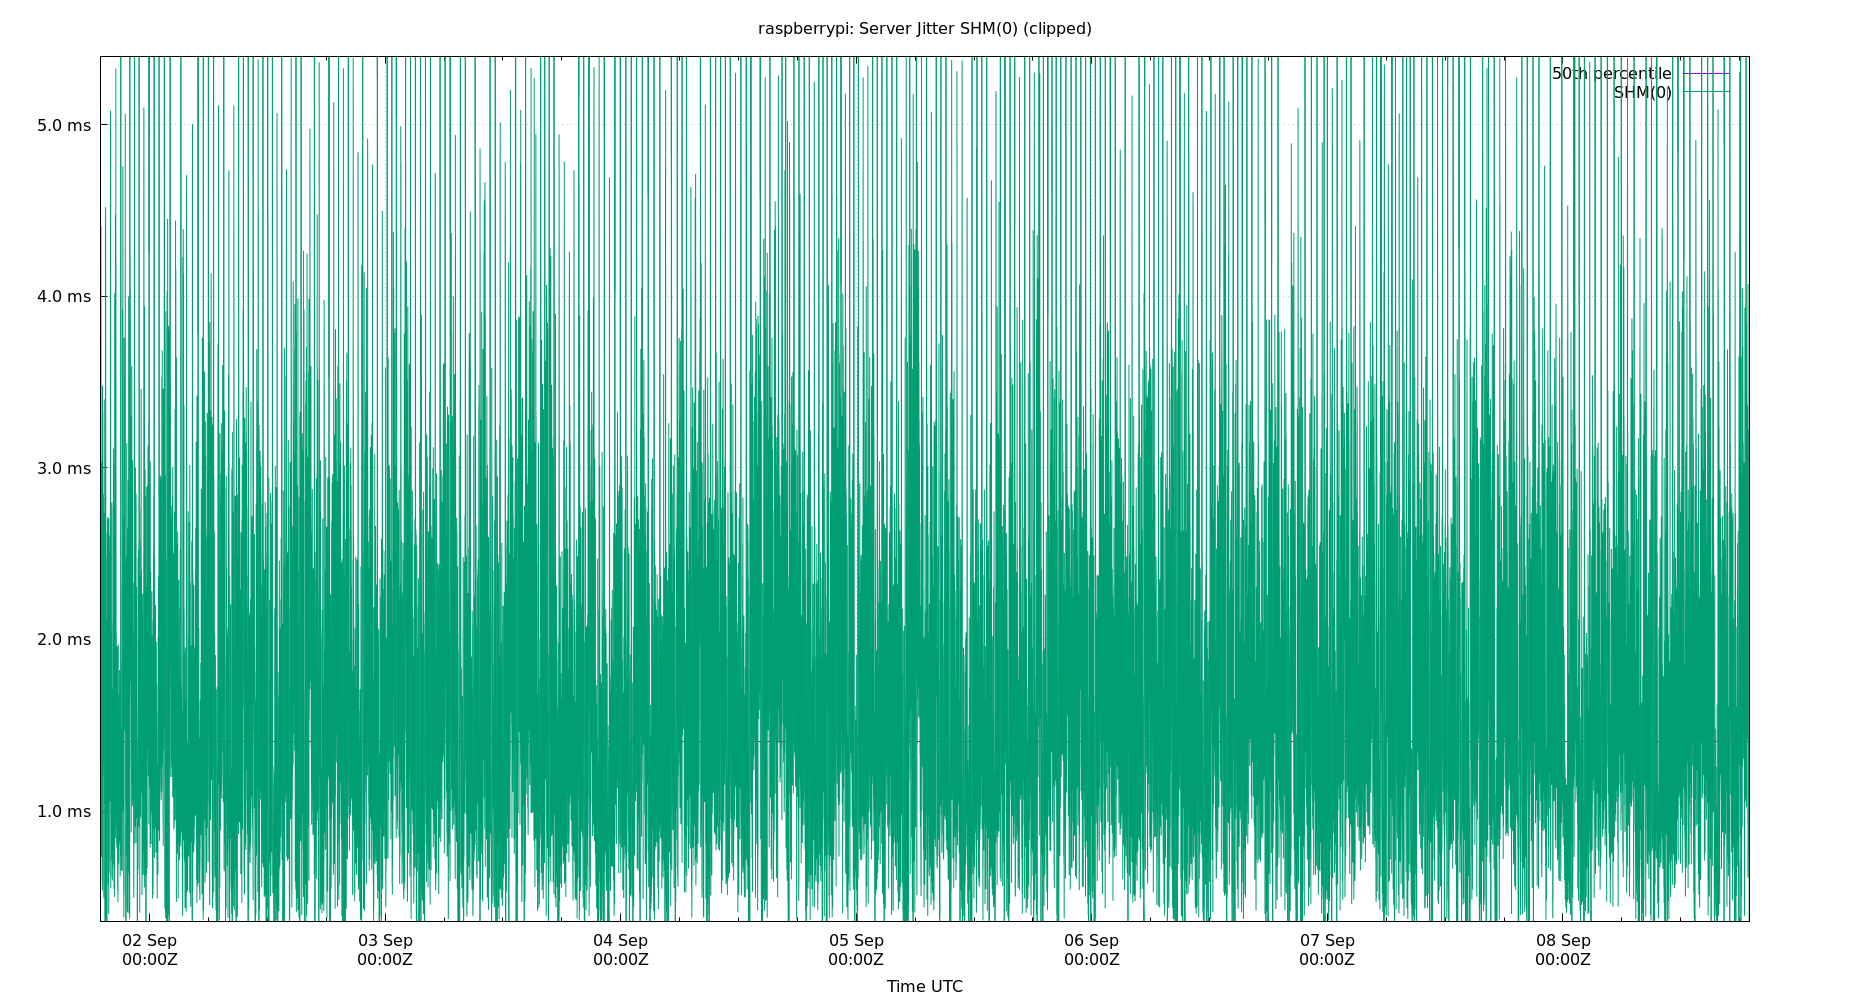 raspberrypi: Server Jitter SHM(0) (clipped)
50th percentile
SHM(0)
5.0 ms
4.0 ms
3.0 ms
2.0 ms
1.0 ms
02 Sep 03 Sep 04 Sep 05 Sep 06 Sep 07 Sep 08 Sep
00:00Z 00:00Z 00:00Z 00:00Z 00:00Z 00:00Z 00:00Z
Time UTC